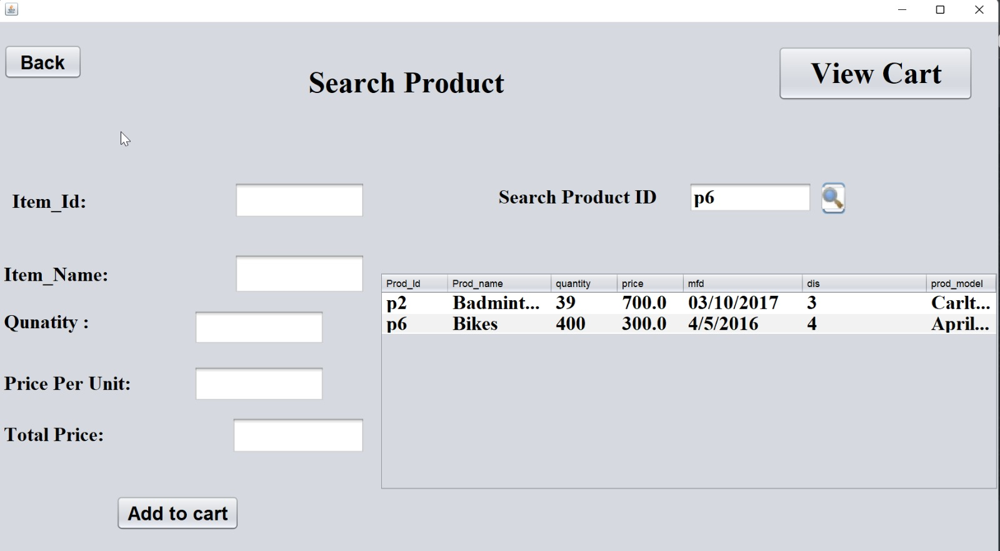 Back
Search Product
View Cart
Item_Id:
Search Product ID
p6
Item_Name:
Prod_Id Prod_name quantity price mfd dis prod_model
p2 Badmint... 39 700.0 03/10/2017 3 Carlt...
p6 Bikes 400 300.0 4/5/2016 4 April...
Qunatity :
Price Per Unit:
Total Price:
Add to cart